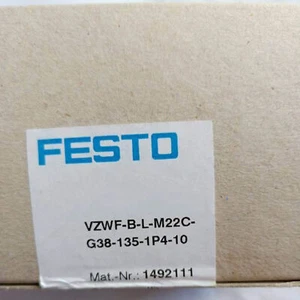 FESTO
VZWF-B-L-M22C-
G38-135-1P4-10
Mat.-Nr.: 1492111